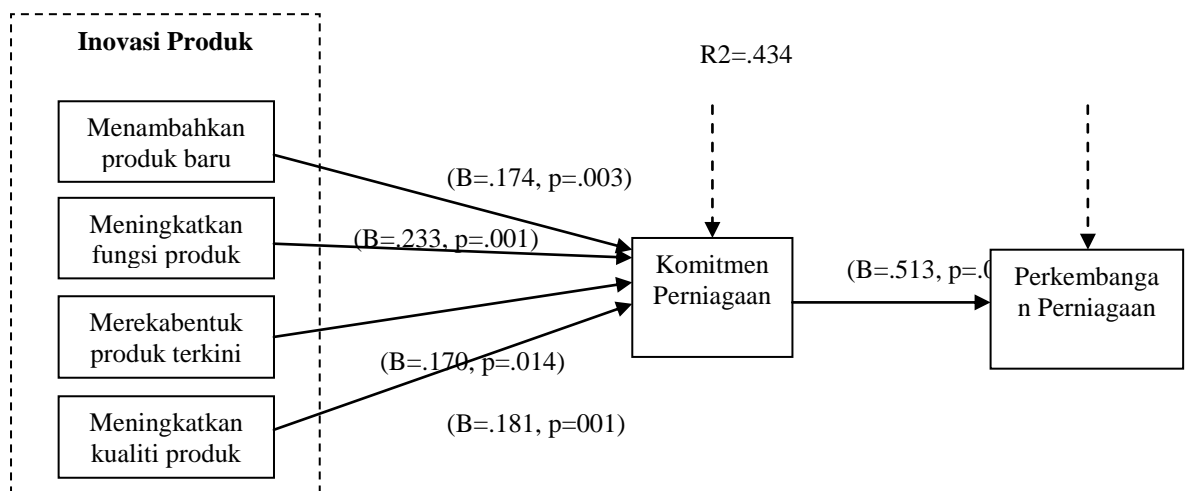 Inovasi Produk
R2=.434
Menambahkan
produk baru
(B=.174, p=.003)
Meningkatkan
fungsi produk
(B=.233, p=.001)
Komitmen
Perniagaan
(B=.513, p=.0
Perkembanga
n Perniagaan
Merekabentuk
produk terkini
(B=.170, p=.014)
Meningkatkan
kualiti produk
(B=.181, p=001)